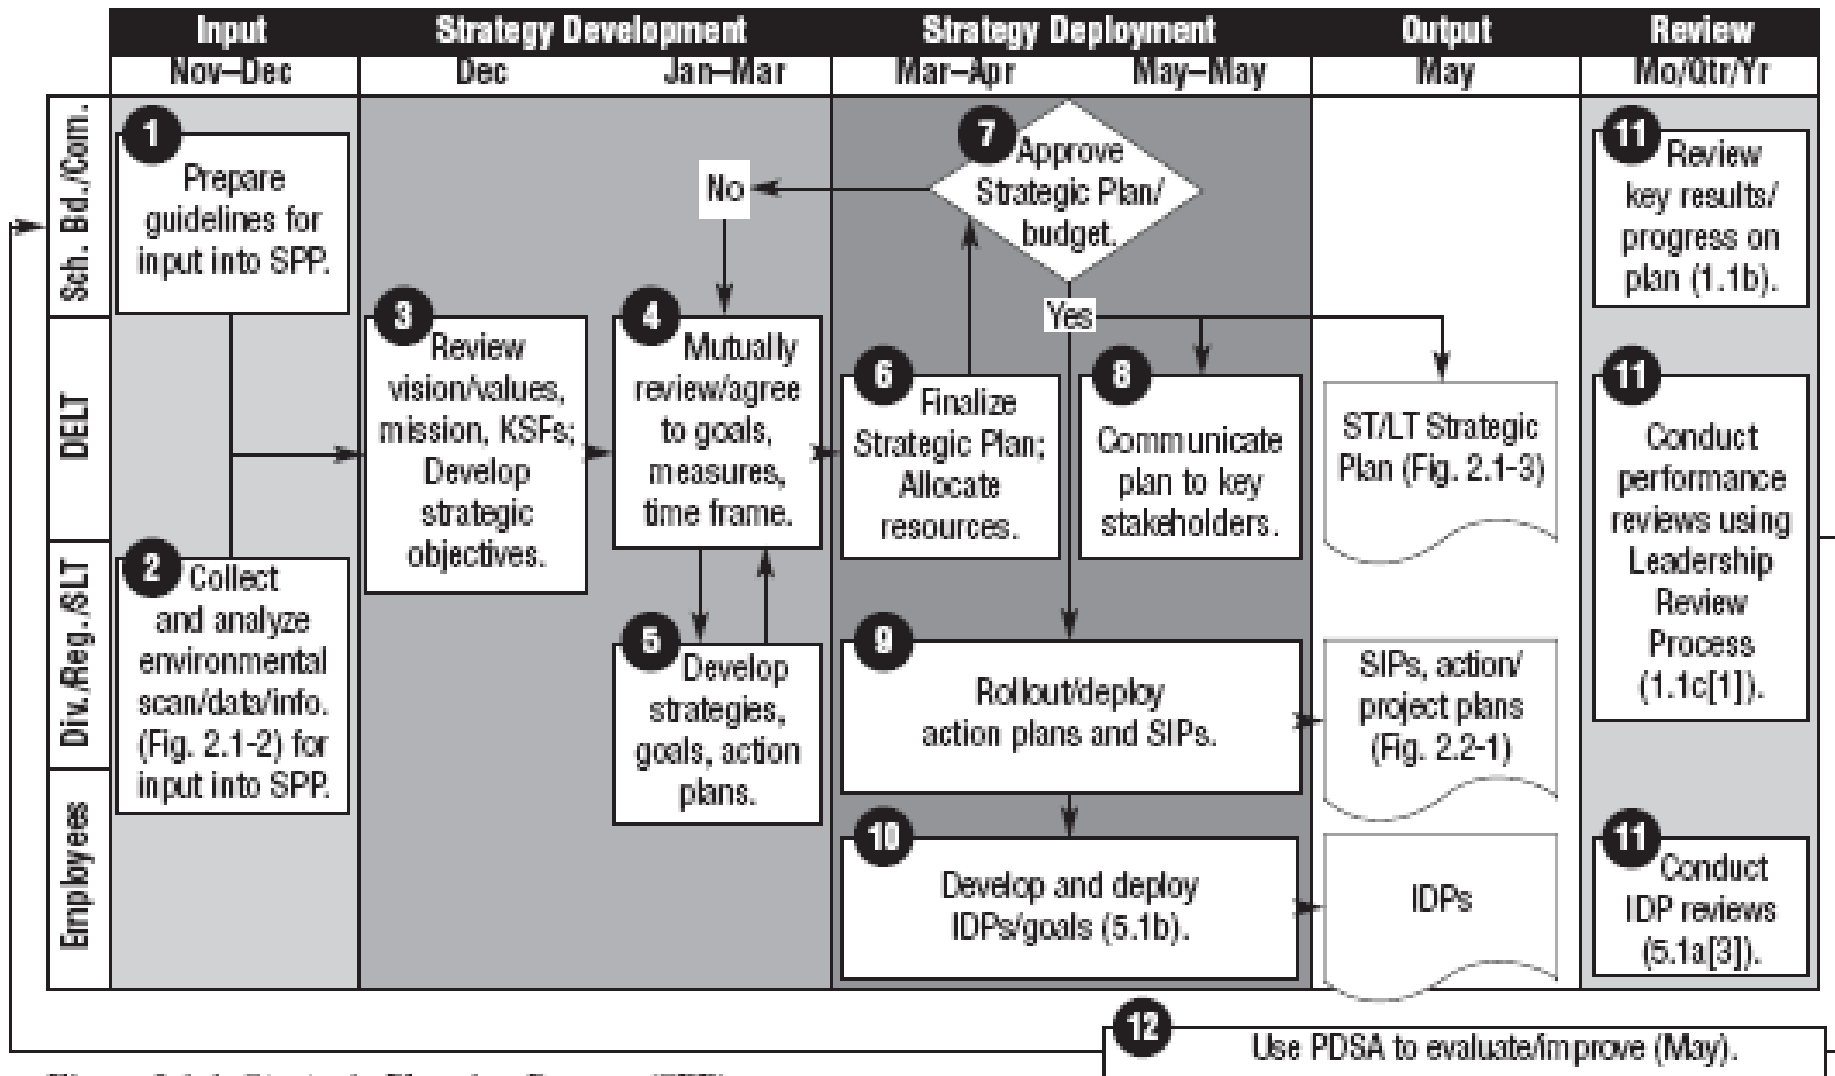 Input
Strategy Development
Strategy Deployment
Output
Review
Nov–Dec
Dec
Jan–Mar
Mar–Apr
May–May
May
Mo/Qtr/Yr
Sch. Bd./Com.
1
Prepare
guidelines for
input into SPP.
No
7
Approve
Strategic Plan/
budget.
Yes
11
Review
key results/
progress on
plan (1.1b).
DELT
3
Review
vision/values,
mission, KSFs;
Develop
strategic
objectives.
4
Mutually
review/agree
to goals,
measures,
time frame.
6
Finalize
Strategic Plan;
Allocate
resources.
8
Communicate
plan to key
stakeholders.
ST/LT Strategic
Plan (Fig. 2.1-3)
11
Conduct
performance
reviews using
Leadership
Review
Process
(1.1c[1]).
Div./Reg./SLT
2
Collect
and analyze
environmental
scan/data/info.
(Fig. 2.1-2) for
input into SPP.
5
Develop
strategies,
goals, action
plans.
9
Rollout/deploy
action plans and SIPs.
SIPs, action/
project plans
(Fig. 2.2-1)
Employees
10
Develop and deploy
IDPs/goals (5.1b).
IDPs
11
Conduct
IDP reviews
(5.1a[3]).
12
Use PDSA to evaluate/improve (May).